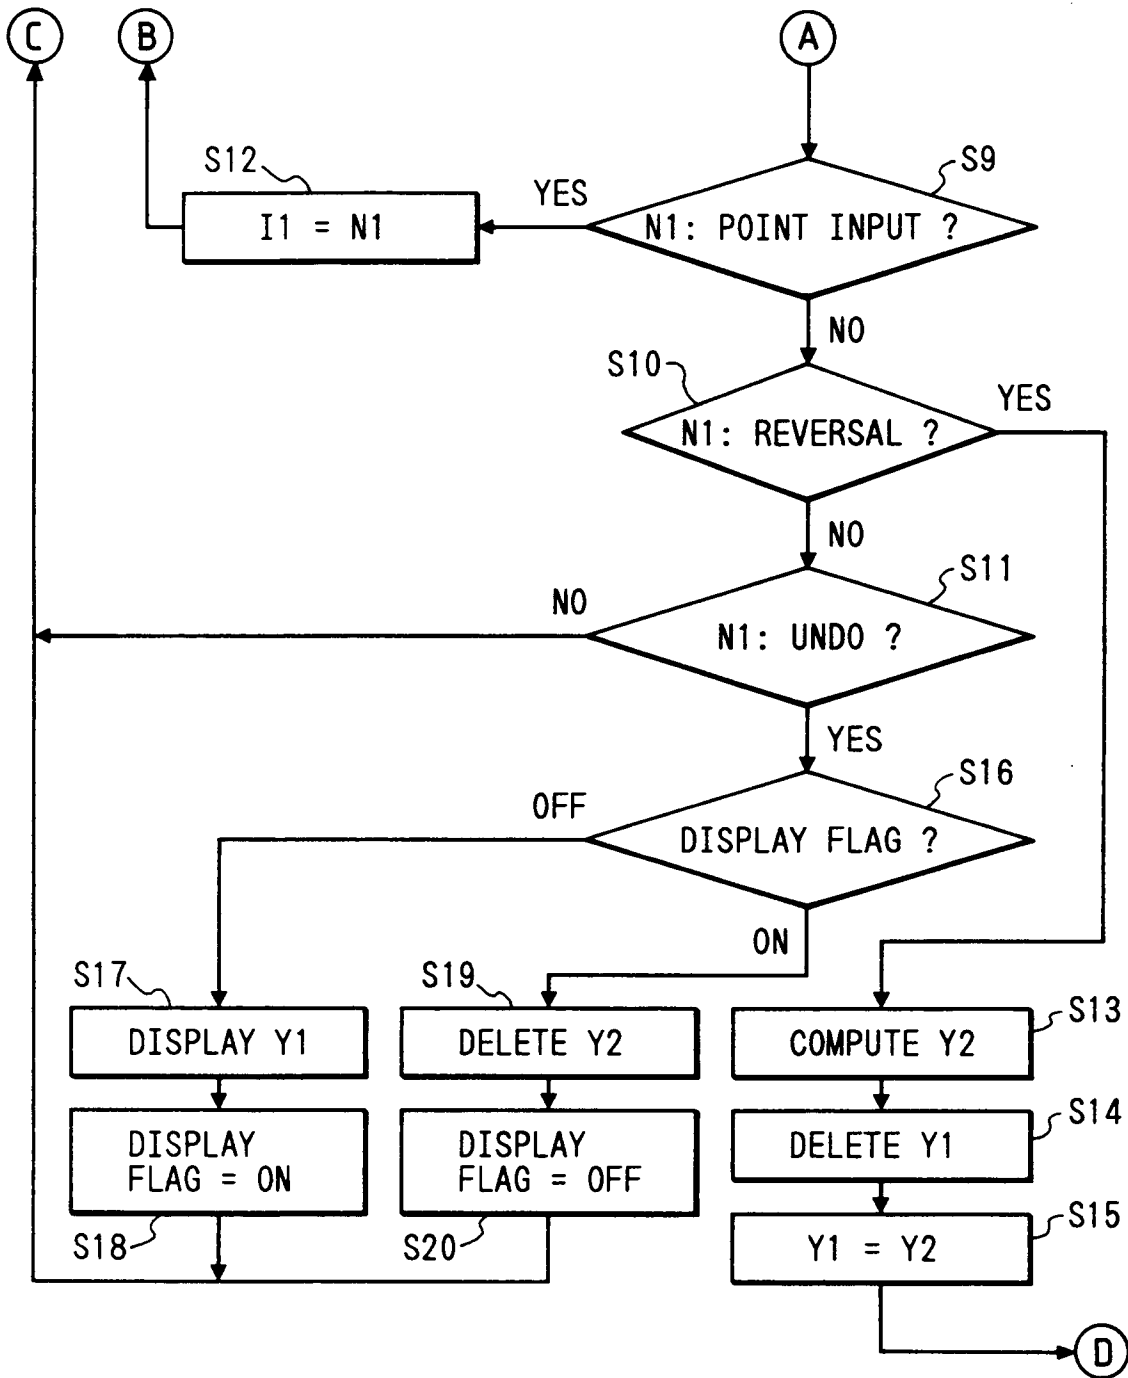 C
B
A
S12
YES
S9
I1 = N1
N1: POINT INPUT ?
NO
S10
YES
N1: REVERSAL ?
NO
S11
NO
N1: UNDO ?
YES
S16
OFF
DISPLAY FLAG ?
ON
S17
S19
S13
DISPLAY Y1
DELETE Y2
COMPUTE Y2
S14
DISPLAY
FLAG = ON
DISPLAY
FLAG = OFF
DELETE Y1
S18
S20
S15
Y1 = Y2
D